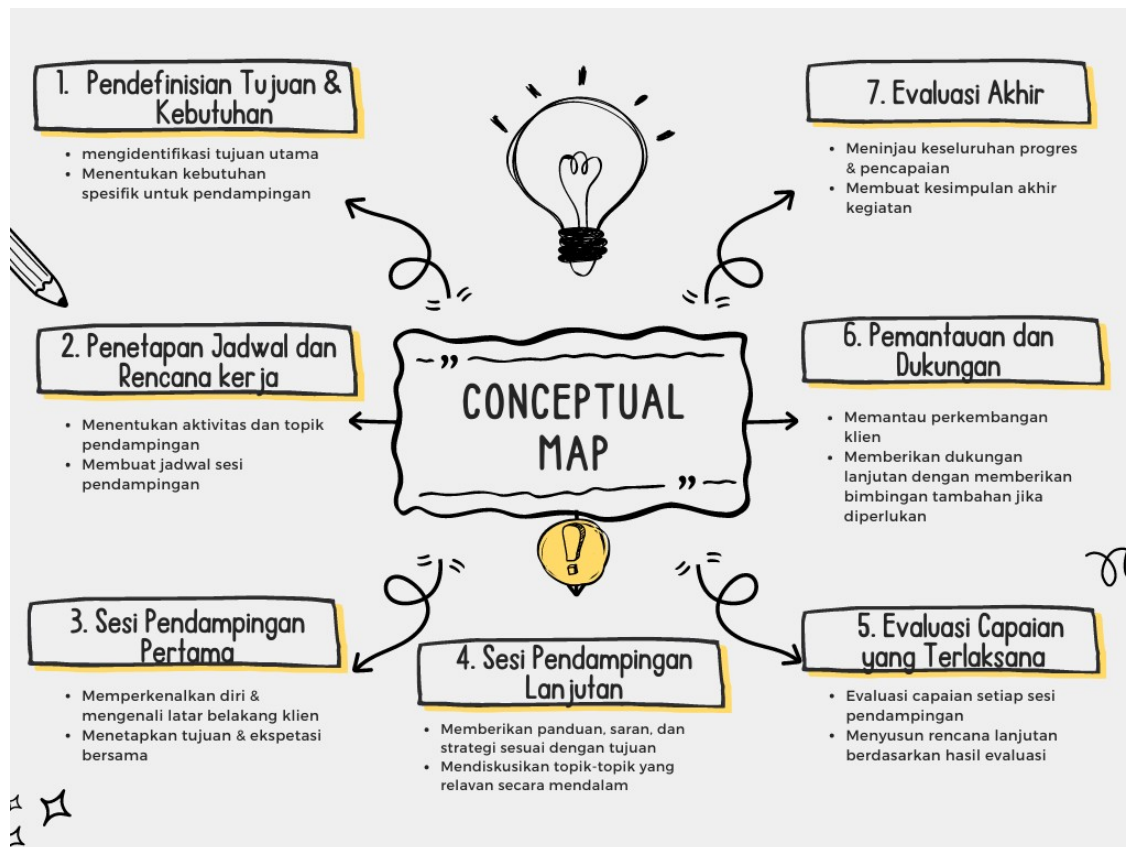 1. Pendefinisian Tujuan &
Kebutuhan
• mengidentifikasi tujuan utama
• Menentukan kebutuhan
spesifik untuk pendampingan
2. Penetapan Jadwal dan
Rencana kerja
• Menentukan aktivitas dan topik
pendampingan
• Membuat jadwal sesi
pendampingan
3. Sesi Pendampingan
Pertama
• Memperkenalkan diri &
mengenali latar belakang klien
• Menetapkan tujuan & ekspetasi
bersama
CONCEPTUAL
MAP
4. Sesi Pendampingan
Lanjutan
• Memberikan panduan, saran, dan
strategi sesuai dengan tujuan
• Mendiskusikan topik-topik yang
relavan secara mendalam
5. Evaluasi Capaian
yang Terlaksana
• Evaluasi capaian setiap sesi
pendampingan
• Menyusun rencana lanjutan
berdasarkan hasil evaluasi
6. Pemantauan dan
Dukungan
• Memantau perkembangan
klien
• Memberikan dukungan
lanjutan dengan memberikan
bimbingan tambahan jika
diperlukan
7. Evaluasi Akhir
• Meninjau keseluruhan progres
& pencapaian
• Membuat kesimpulan akhir
kegiatan